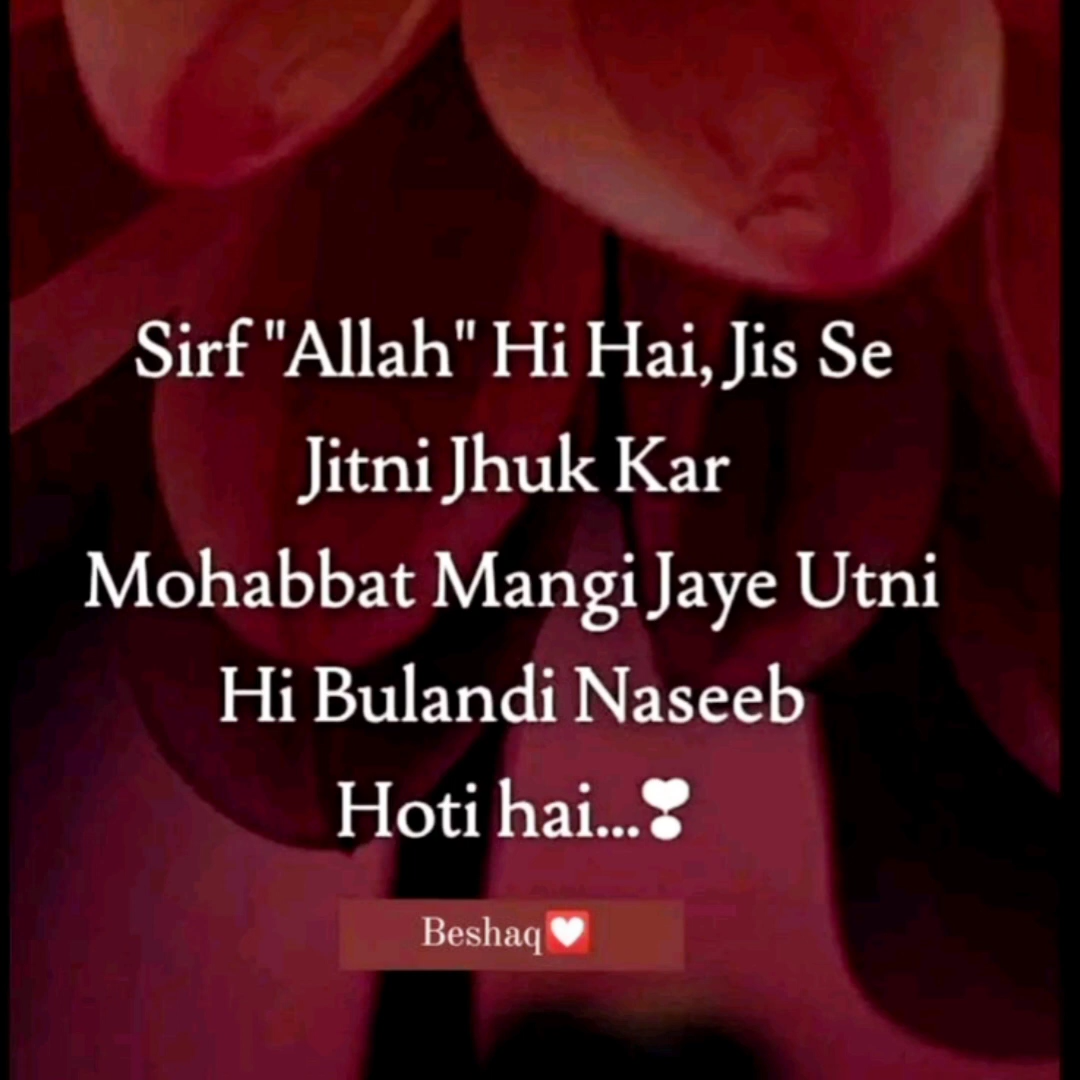 Sirf "Allah" Hi Hai, Jis Se
Jitni Jhuk Kar
Mohabbat Mangi Jaye Utni
Hi Bulandi Naseeb
Hoti hai...❣
Beshaq💟